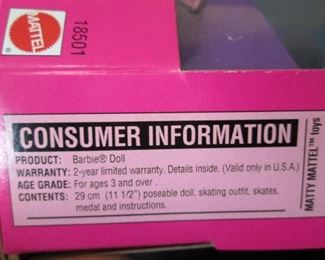 MATTEL
18501
CONSUMER INFORMATION
PRODUCT: Barbie® Doll
WARRANTY: 2-year limited warranty. Details inside. (Valid only in U.S.A.)
AGE GRADE: For ages 3 and over.
CONTENTS: 29 cm (11 1/2") poseable doll, skating outfit, skates,
medal and instructions.
MATTY MATTEL™ toys